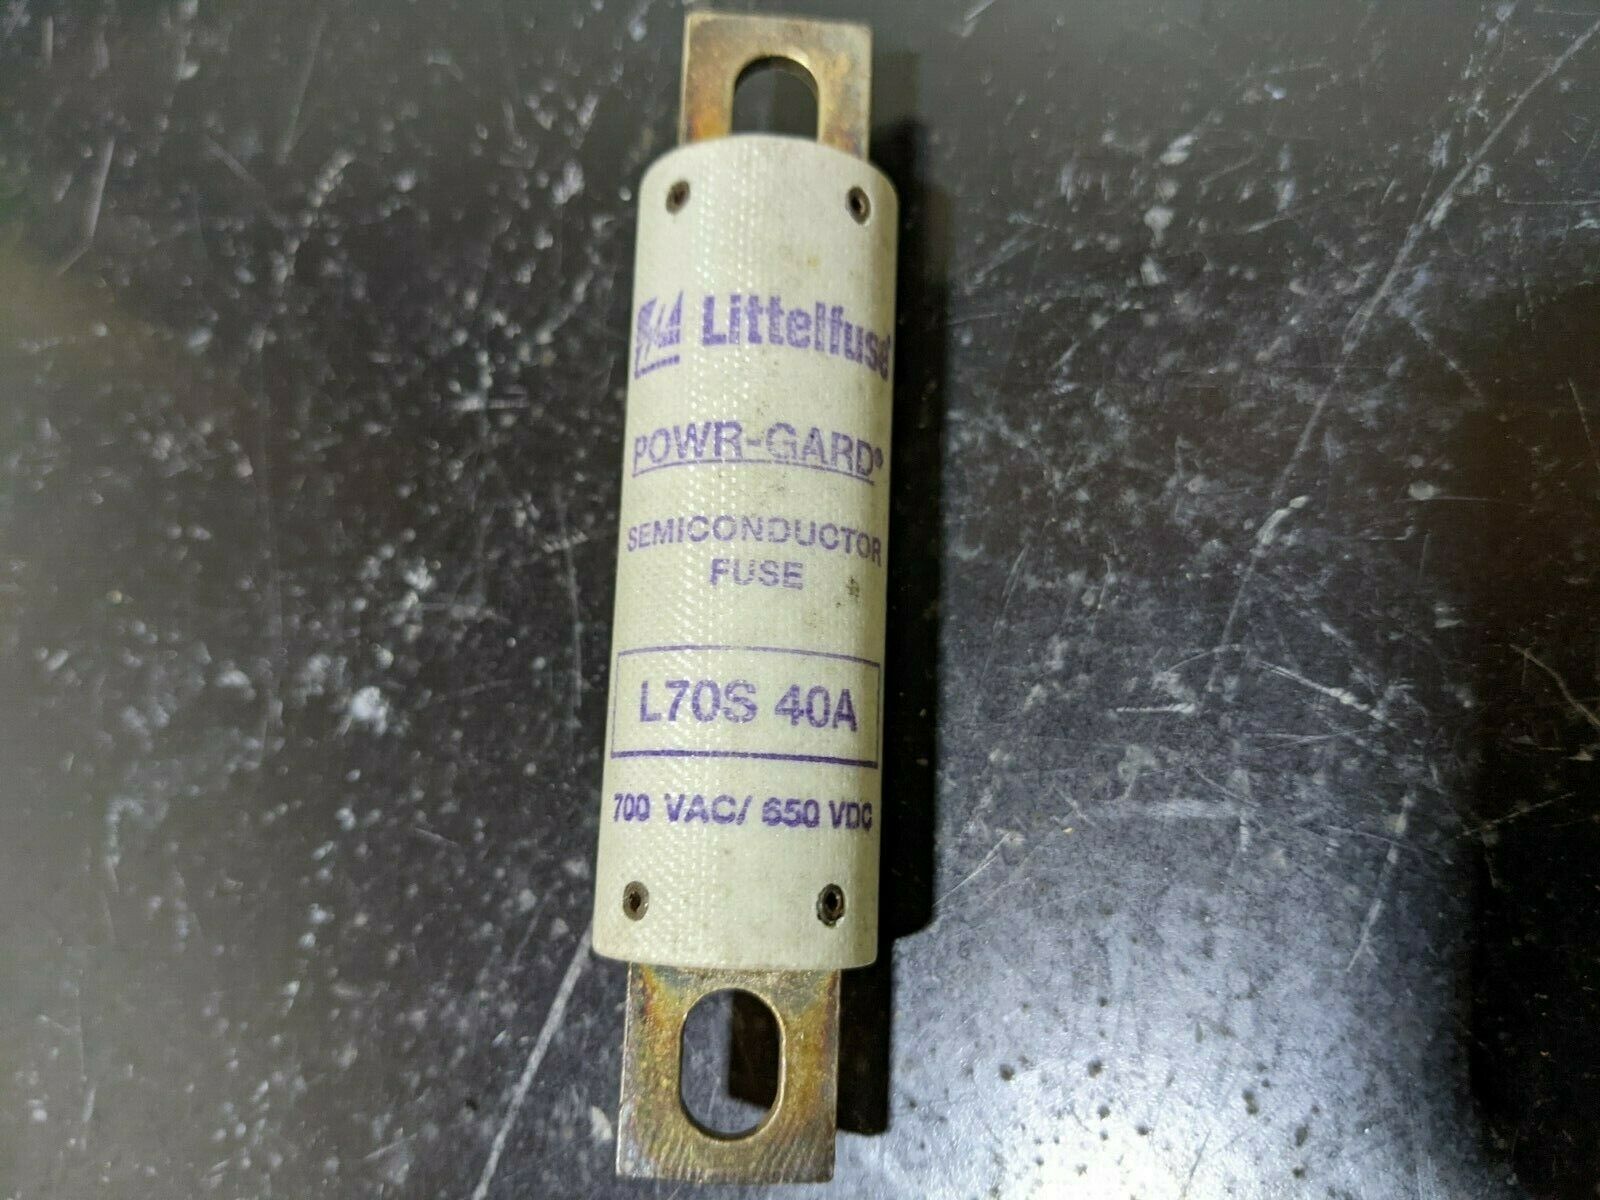 Littelfuse
POWR-GARD®
SEMICONDUCTOR
FUSE
L70S 40A
700 VAC/ 650 VDC